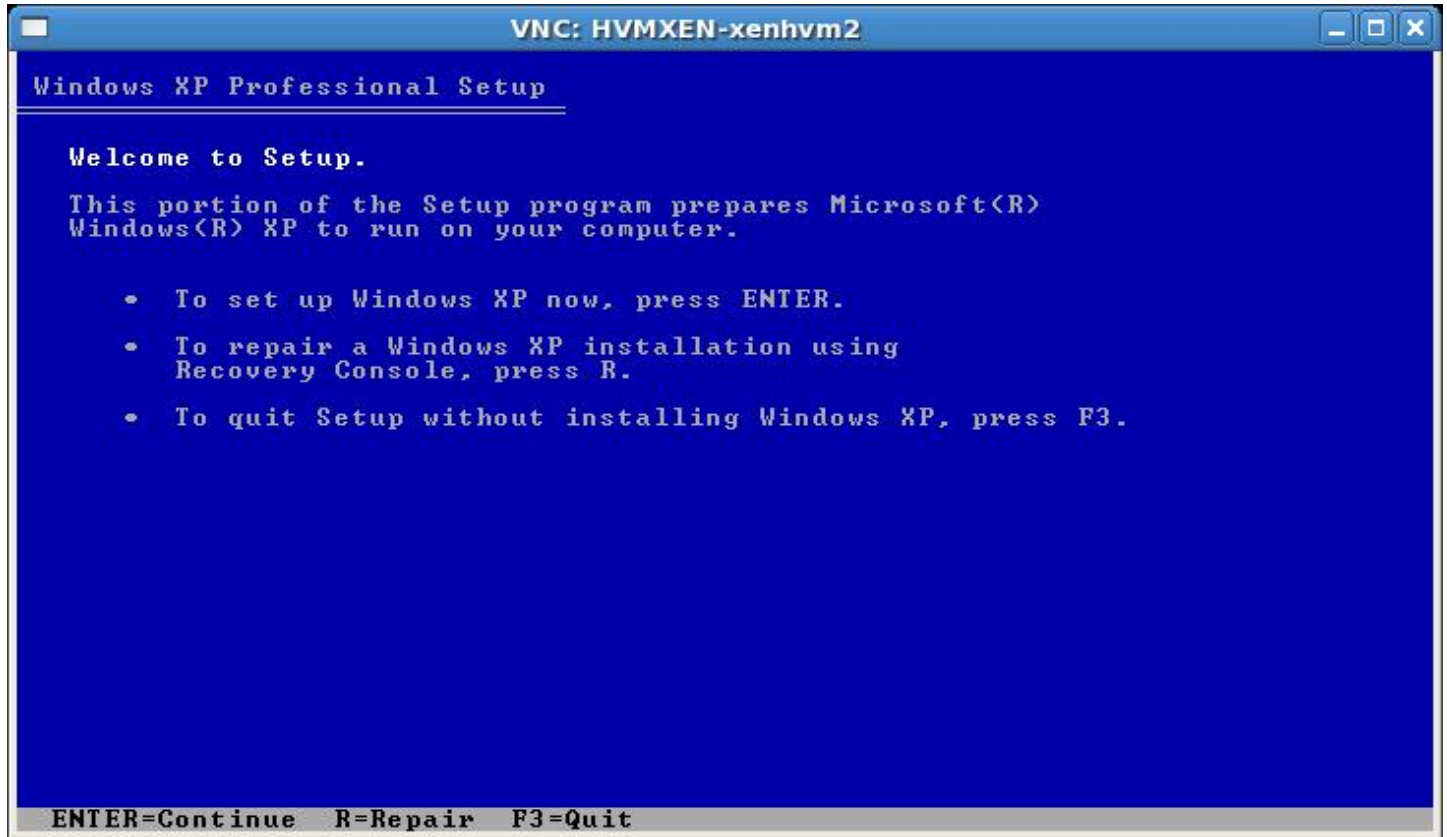 VNC: HVMXEN-xenhvm2
Windows XP Professional Setup
Welcome to Setup.
This portion of the Setup program prepares Microsoft(R)
Windows(R) XP to run on your computer.
• To set up Windows XP now, press ENTER.
• To repair a Windows XP installation using
Recovery Console, press R.
• To quit Setup without installing Windows XP, press F3.
ENTER=Continue R=Repair F3=Quit